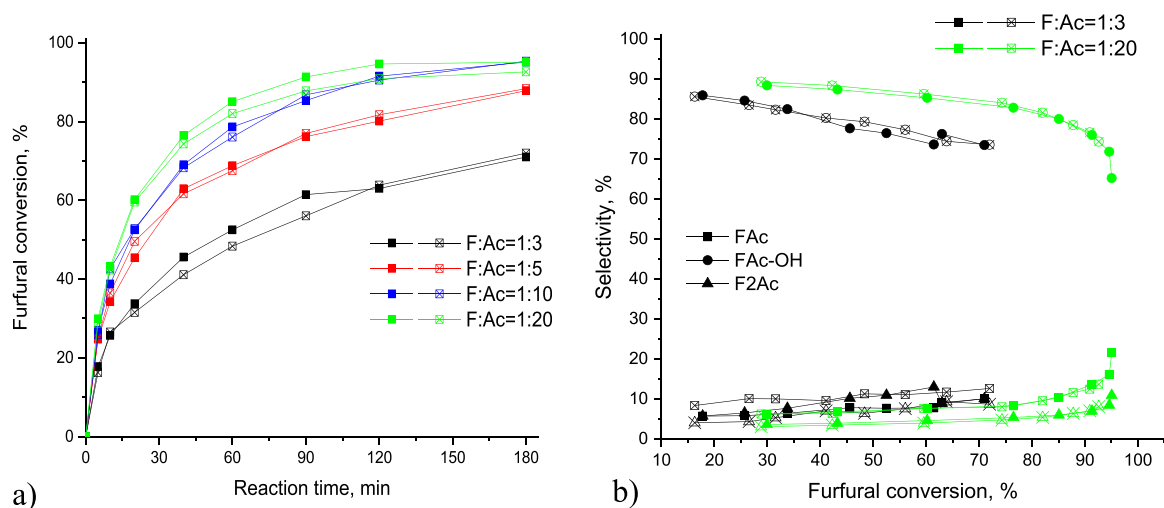 100
80
60
40
20
0
Furfural conversion, %
0 30 60 90 120 150 180
Reaction time, min
F:Ac=1:3
F:Ac=1:5
F:Ac=1:10
F:Ac=1:20
a)
F:Ac=1:3
F:Ac=1:20
100
90
80
70
60
50
40
30
20
10
0
Selectivity, %
FAc
FAc-OH
F2Ac
10 20 30 40 50 60 70 80 90 100
Furfural conversion, %
b)